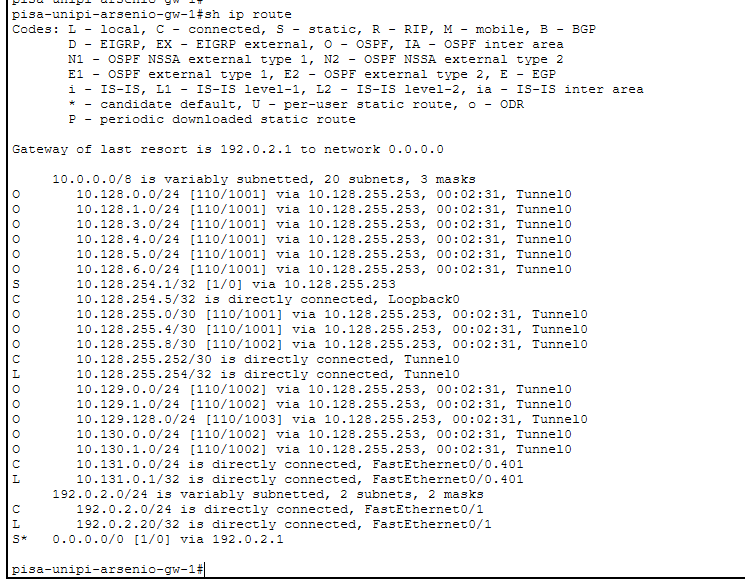 pisa-unipi-arsenio-gw-1#sh ip route
Codes: L - local, C - connected, S - static, R - RIP, M - mobile, B - BGP
       D - EIGRP, EX - EIGRP external, O - OSPF, IA - OSPF inter area
       N1 - OSPF NSSA external type 1, N2 - OSPF NSSA external type 2
       E1 - OSPF external type 1, E2 - OSPF external type 2, E - EGP
       i - IS-IS, L1 - IS-IS level-1, L2 - IS-IS level-2, ia - IS-IS inter area
       * - candidate default, U - per-user static route, o - ODR
       P - periodic downloaded static route

Gateway of last resort is 192.0.2.1 to network 0.0.0.0

     10.0.0.0/8 is variably subnetted, 20 subnets, 3 masks
O       10.128.0.0/24 [110/1001] via 10.128.255.253, 00:02:31, Tunnel0
O       10.128.1.0/24 [110/1001] via 10.128.255.253, 00:02:31, Tunnel0
O       10.128.3.0/24 [110/1001] via 10.128.255.253, 00:02:31, Tunnel0
O       10.128.4.0/24 [110/1001] via 10.128.255.253, 00:02:31, Tunnel0
O       10.128.5.0/24 [110/1001] via 10.128.255.253, 00:02:31, Tunnel0
O       10.128.6.0/24 [110/1001] via 10.128.255.253, 00:02:31, Tunnel0
S       10.128.254.1/32 [1/0] via 10.128.255.253
C       10.128.254.5/32 is directly connected, Loopback0
O       10.128.255.0/30 [110/1001] via 10.128.255.253, 00:02:31, Tunnel0
O       10.128.255.4/30 [110/1001] via 10.128.255.253, 00:02:31, Tunnel0
O       10.128.255.8/30 [110/1002] via 10.128.255.253, 00:02:31, Tunnel0
C       10.128.255.252/30 is directly connected, Tunnel0
L       10.128.255.254/32 is directly connected, Tunnel0
O       10.129.0.0/24 [110/1002] via 10.128.255.253, 00:02:31, Tunnel0
O       10.129.1.0/24 [110/1002] via 10.128.255.253, 00:02:31, Tunnel0
O       10.129.128.0/24 [110/1003] via 10.128.255.253, 00:02:31, Tunnel0
O       10.130.0.0/24 [110/1002] via 10.128.255.253, 00:02:31, Tunnel0
O       10.130.1.0/24 [110/1002] via 10.128.255.253, 00:02:31, Tunnel0
C       10.131.0.0/24 is directly connected, FastEthernet0/0.401
L       10.131.0.1/32 is directly connected, FastEthernet0/0.401
     192.0.2.0/24 is variably subnetted, 2 subnets, 2 masks
C       192.0.2.0/24 is directly connected, FastEthernet0/1
L       192.0.2.20/32 is directly connected, FastEthernet0/1
S*   0.0.0.0/0 [1/0] via 192.0.2.1

pisa-unipi-arsenio-gw-1#